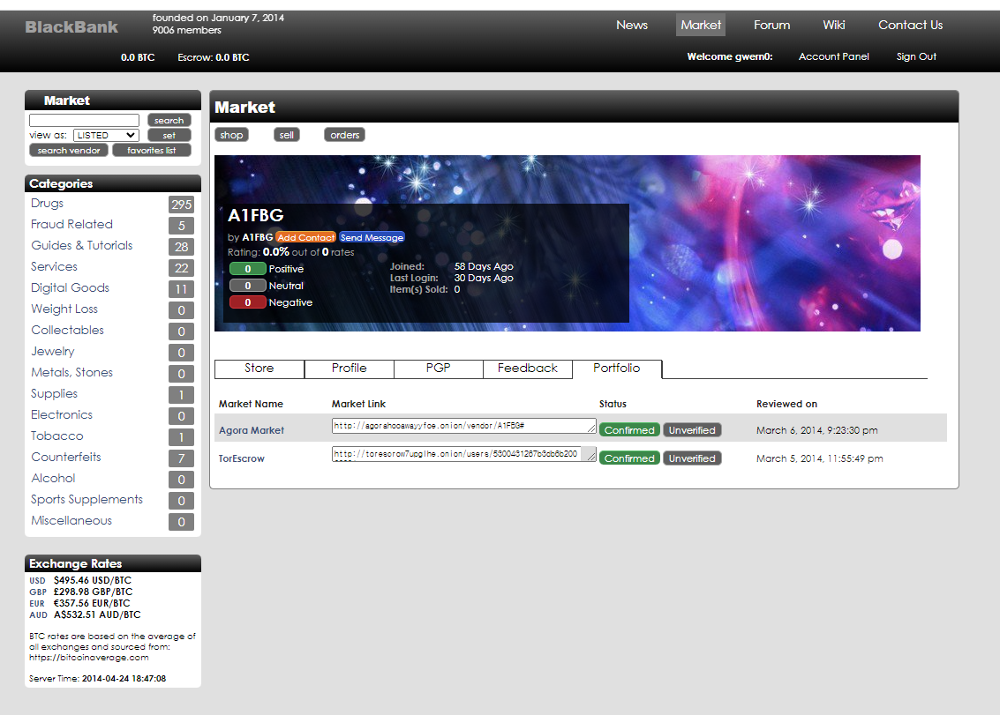 BlackBank
founded on January 7, 2014
9006 members
News Market Forum Wiki Contact Us
0.0 BTC Escrow: 0.0 BTC
Welcome gwern0: Account Panel Sign Out
Market
search
view as: LISTED set
search vendor favorites list
Categories
Drugs 295
Fraud Related 5
Guides & Tutorials 28
Services 22
Digital Goods 11
Weight Loss 0
Collectables 0
Jewelry 0
Metals, Stones 0
Supplies 1
Electronics 0
Tobacco 1
Counterfeits 7
Alcohol 0
Sports Supplements 0
Miscellaneous 0
Exchange Rates
USD $495.46 USD/BTC
GBP £298.98 GBP/BTC
EUR €357.56 EUR/BTC
AUD A$532.51 AUD/BTC
BTC rates are based on the average of
all exchanges and sourced from:
https://bitcoinaverage.com
Server Time: 2014-04-24 18:47:08
Market
shop sell orders
A1FBG
by A1FBG Add Contact Send Message
Rating: 0.0% out of 0 rates
0 Positive
0 Neutral
0 Negative
Joined: 58 Days Ago
Last Login: 30 Days Ago
Item(s) Sold: 0
Store Profile PGP Feedback Portfolio
Market Name Market Link Status Reviewed on
Agora Market http://agorahooawayyfoe.onion/vendor/A1FBG# Confirmed Unverified March 6, 2014, 9:23:30 pm
TorEscrow http://torescrow7upglhe.onion/users/5300431267b3db6b200 Confirmed Unverified March 5, 2014, 11:55:49 pm